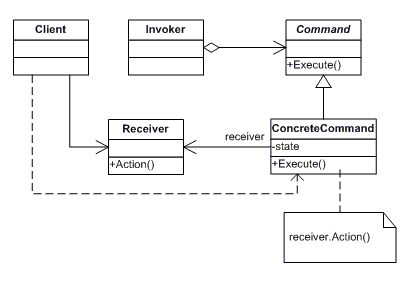 Client
Invoker
Command
+Execute()
Receiver
+Action()
receiver
ConcreteCommand
-state
+Execute()
receiver.Action()